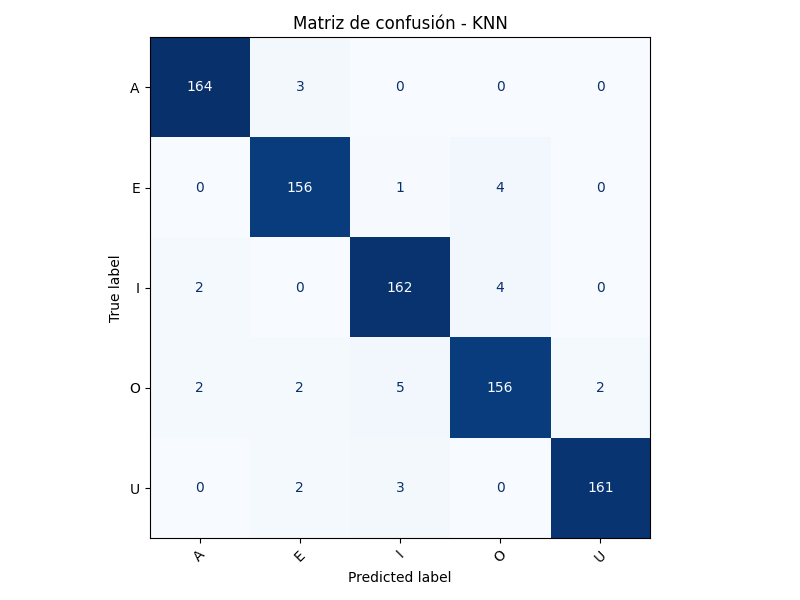 Matriz de confusión - KNN
A 164 3 0 0 0
E 0 156 1 4 0
I 2 0 162 4 0
O 2 2 5 156 2
U 0 2 3 0 161
True label
A E I O U
Predicted label